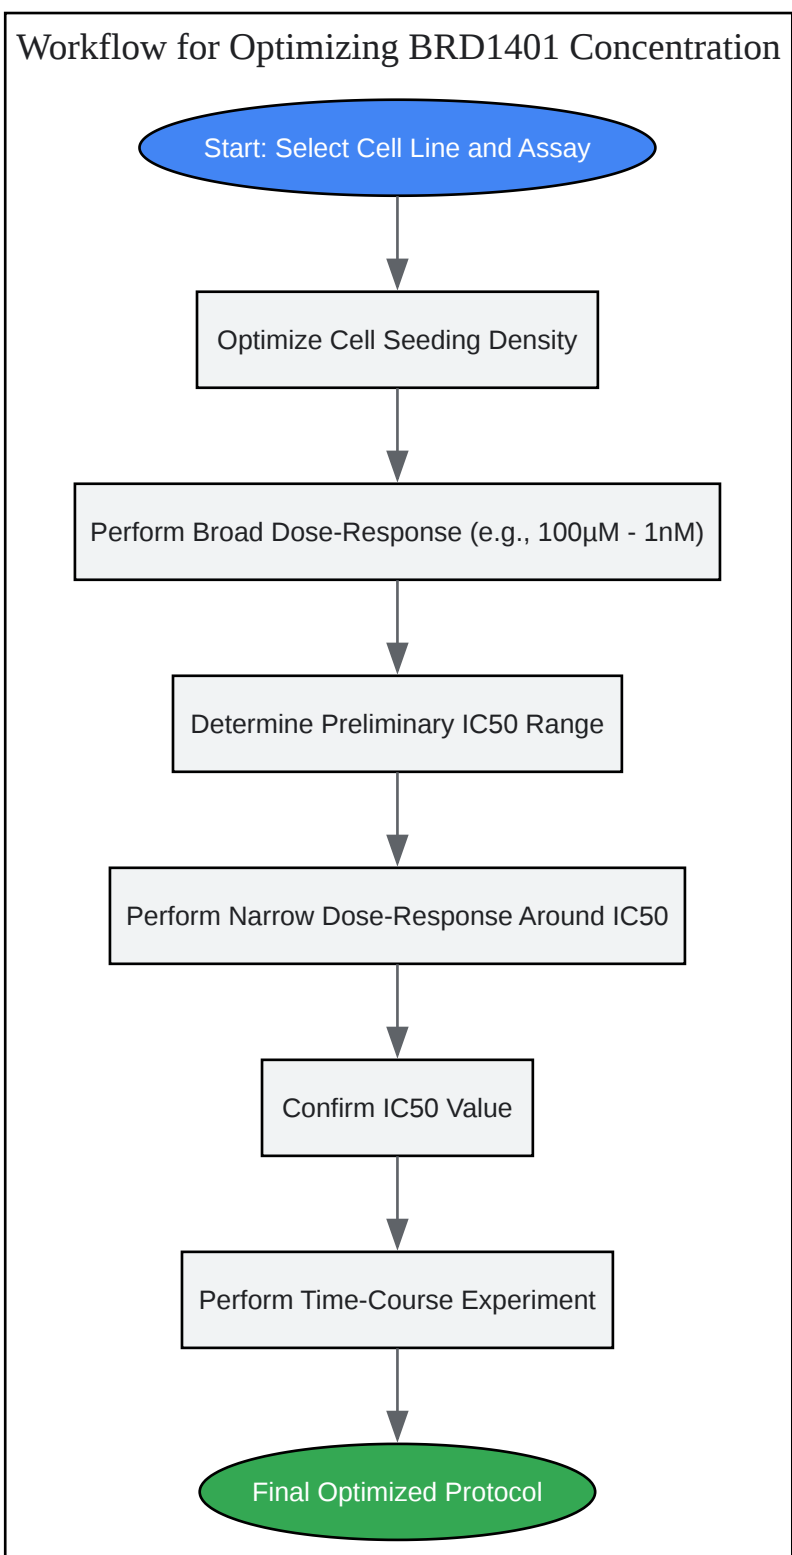 Workflow for Optimizing BRD1401 Concentration
Start: Select Cell Line and Assay
Optimize Cell Seeding Density
Perform Broad Dose-Response (e.g., 100µM - 1nM)
Determine Preliminary IC50 Range
Perform Narrow Dose-Response Around IC50
Confirm IC50 Value
Perform Time-Course Experiment
Final Optimized Protocol